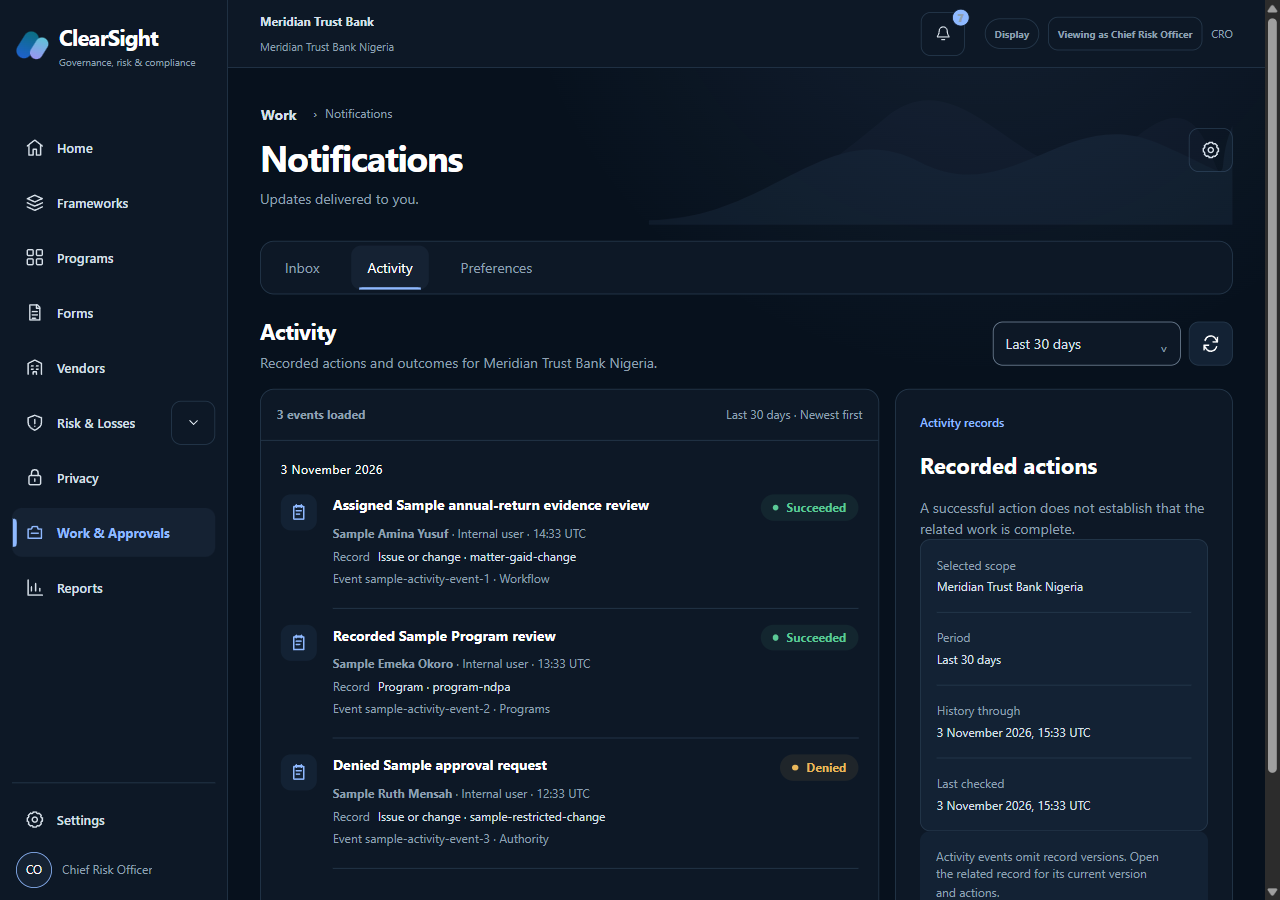 ClearSight
Governance, risk & compliance
Home
Frameworks
Programs
Forms
Vendors
Risk & Losses
Privacy
Work & Approvals
Reports
Settings
CO
Chief Risk Officer
Meridian Trust Bank
Meridian Trust Bank Nigeria
7
Display
Viewing as Chief Risk Officer
CRO
Work › Notifications
Notifications
Updates delivered to you.
Inbox
Activity
Preferences
Activity
Recorded actions and outcomes for Meridian Trust Bank Nigeria.
Last 30 days
3 events loaded
Last 30 days · Newest first
3 November 2026
Assigned Sample annual-return evidence review
Succeeded
Sample Amina Yusuf · Internal user · 14:33 UTC
Record Issue or change · matter-gaid-change
Event sample-activity-event-1 · Workflow
Recorded Sample Program review
Succeeded
Sample Emeka Okoro · Internal user · 13:33 UTC
Record Program · program-ndpa
Event sample-activity-event-2 · Programs
Denied Sample approval request
Denied
Sample Ruth Mensah · Internal user · 12:33 UTC
Record Issue or change · sample-restricted-change
Event sample-activity-event-3 · Authority
Activity records
Recorded actions
A successful action does not establish that the
related work is complete.
Selected scope
Meridian Trust Bank Nigeria
Period
Last 30 days
History through
3 November 2026, 15:33 UTC
Last checked
3 November 2026, 15:33 UTC
Activity events omit record versions. Open
the related record for its current version
and actions.